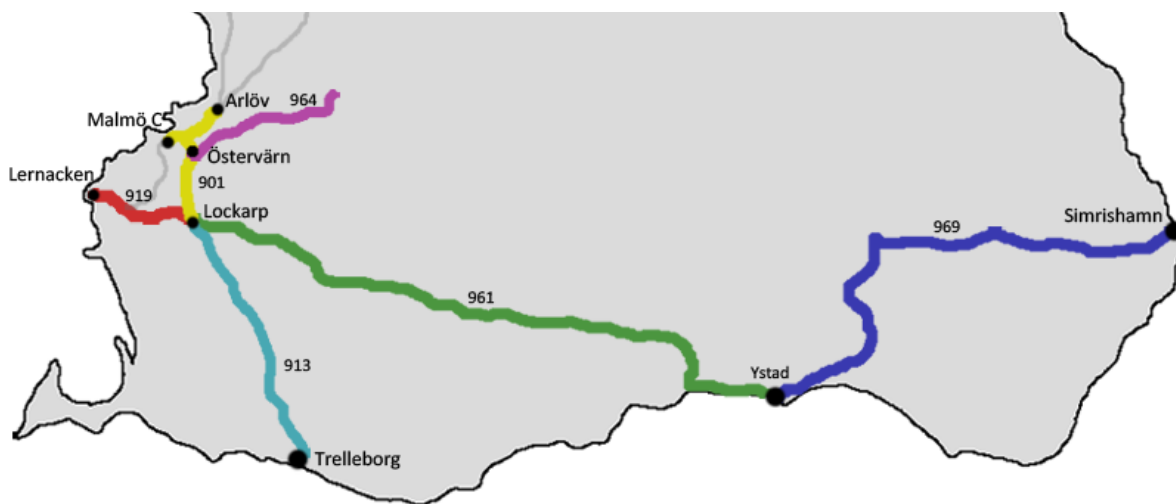 Arlöv
964
Malmö C
Östervärn
Lernacken
919
901
Lockarp
Simrishamn
969
961
913
Ystad
Trelleborg